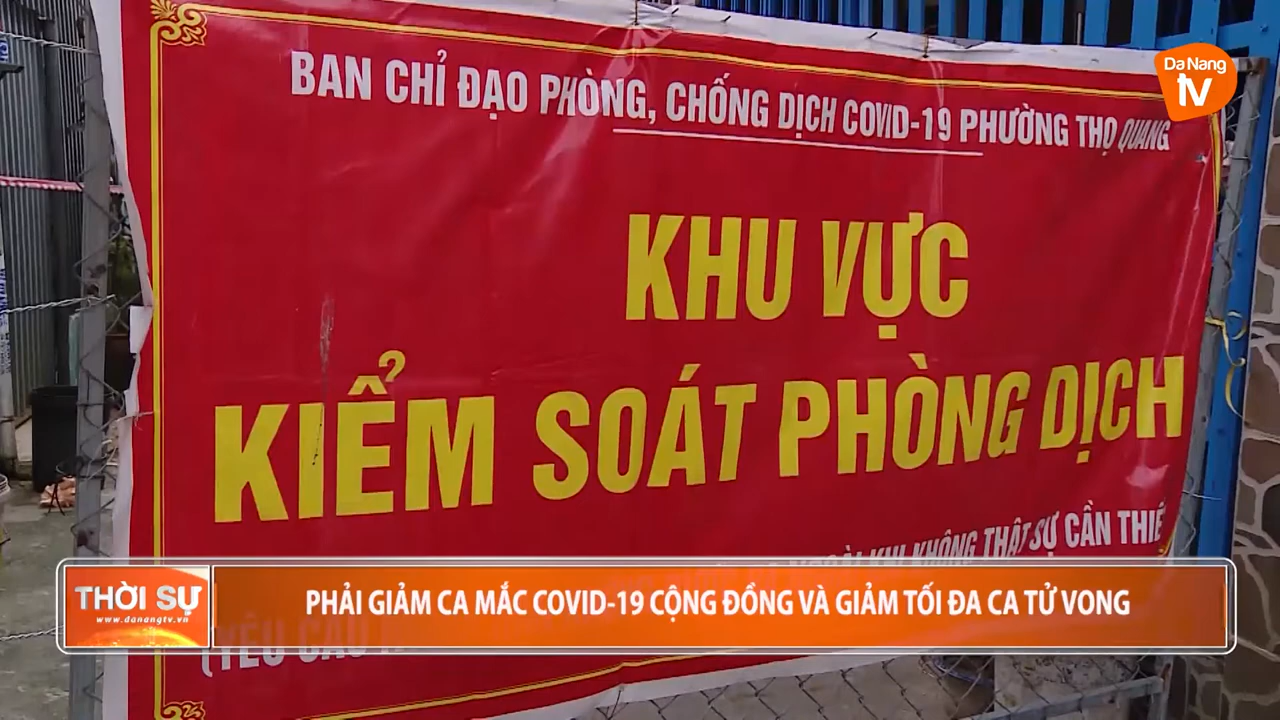 Da Nang
tv
BAN CHỈ ĐẠO PHÒNG, CHỐNG DỊCH COVID-19 PHƯỜNG THỌ QUANG
KHU VỰC
KIỂM SOÁT PHÒNG DỊCH
KHÔNG THẬT SỰ CẦN THIẾ
(YÊU CẦU
THỜI SỰ
www.danangtv.vn
PHẢI GIẢM CA MẮC COVID-19 CỘNG ĐỒNG VÀ GIẢM TỐI ĐA CA TỬ VONG